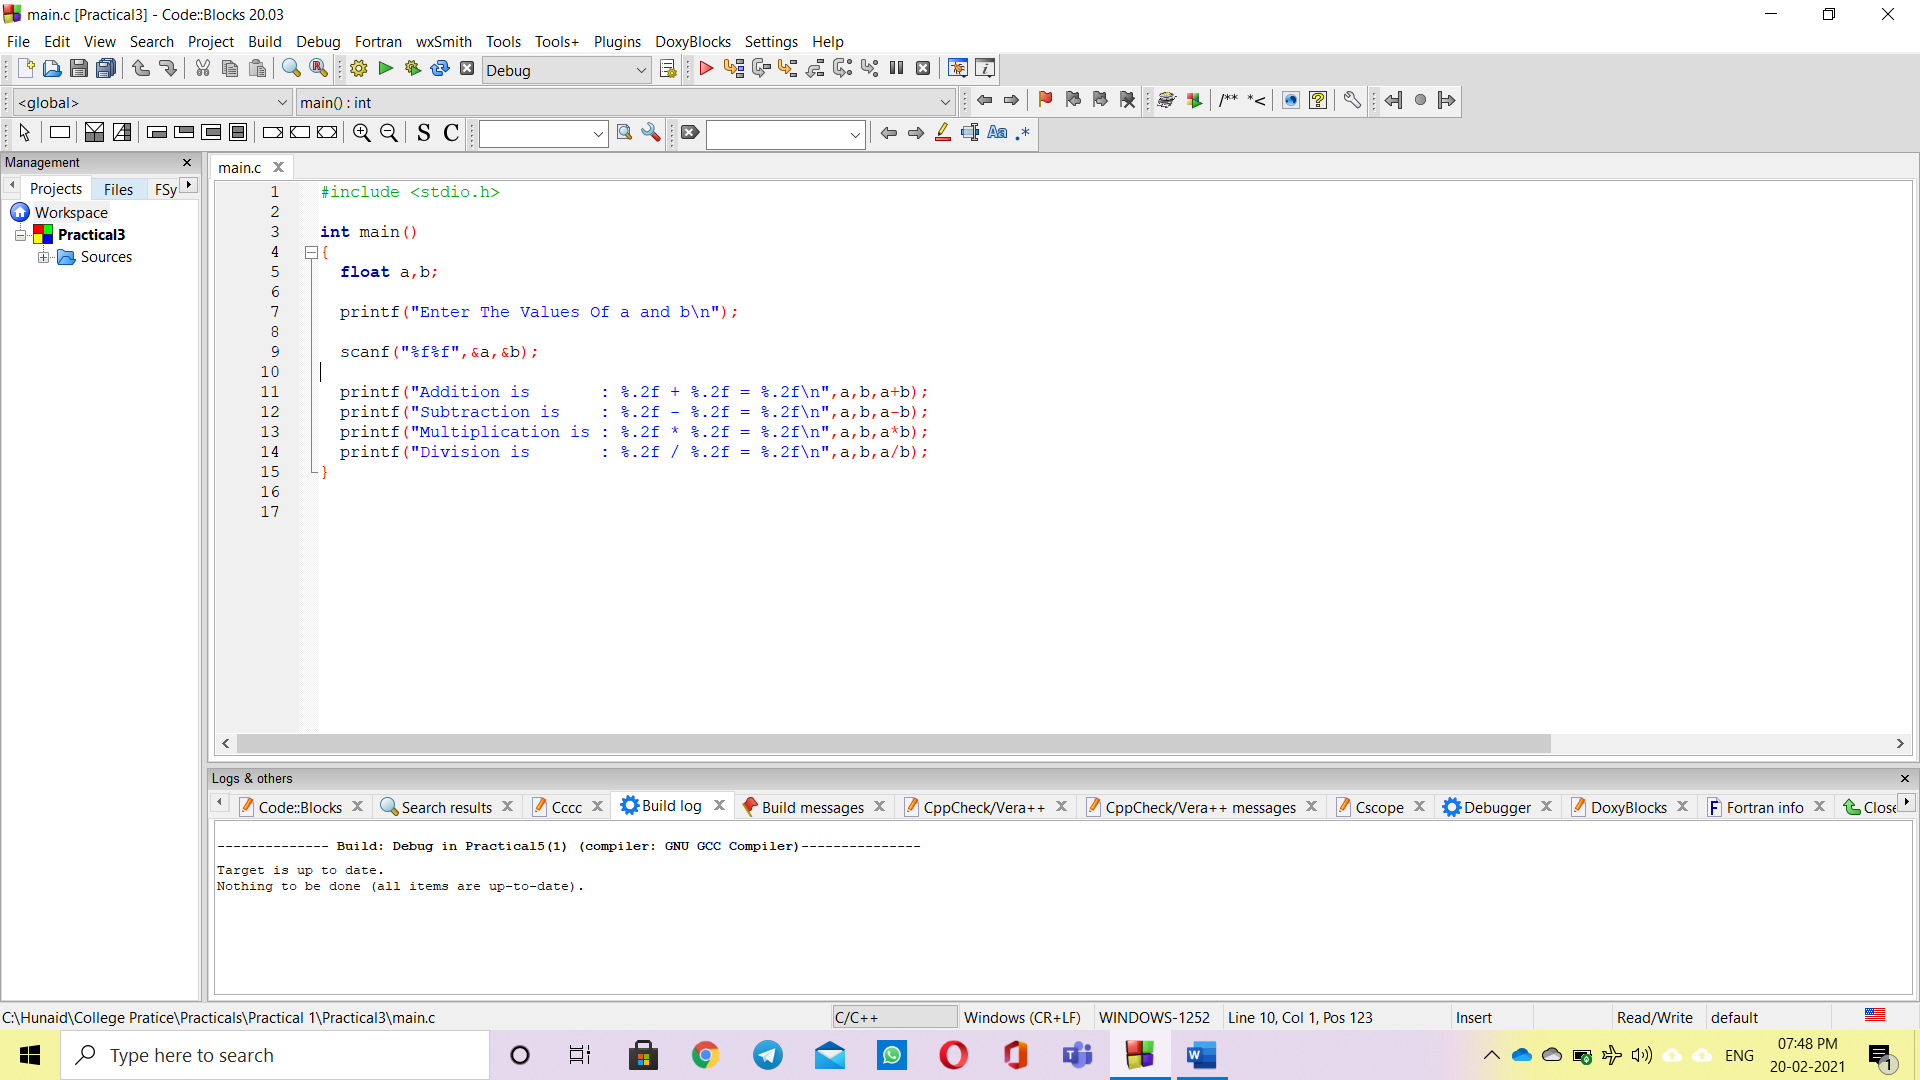 main.c [Practical3] - Code::Blocks 20.03
File Edit View Search Project Build Debug Fortran wxSmith Tools Tools+ Plugins DoxyBlocks Settings Help
Debug
<global> main() : int
/** *<
S C Aa .*
Management
Projects Files FSy
Workspace
Practical3
Sources
main.c
1 #include <stdio.h>
2
3 int main()
4 {
5 float a,b;
6
7 printf("Enter The Values Of a and b\n");
8
9 scanf("%f%f",&a,&b);
10
11 printf("Addition is       : %.2f + %.2f = %.2f\n",a,b,a+b);
12 printf("Subtraction is    : %.2f - %.2f = %.2f\n",a,b,a-b);
13 printf("Multiplication is : %.2f * %.2f = %.2f\n",a,b,a*b);
14 printf("Division is       : %.2f / %.2f = %.2f\n",a,b,a/b);
15 }
16
17
Logs & others
Code::Blocks Search results Cccc Build log Build messages CppCheck/Vera++ CppCheck/Vera++ messages Cscope Debugger DoxyBlocks Fortran info Close
-------------- Build: Debug in Practical5(1) (compiler: GNU GCC Compiler)---------------
Target is up to date.
Nothing to be done (all items are up-to-date).
C:\Hunaid\College Pratice\Practicals\Practical 1\Practical3\main.c C/C++ Windows (CR+LF) WINDOWS-1252 Line 10, Col 1, Pos 123 Insert Read/Write default
Type here to search
ENG
07:48 PM
20-02-2021
1